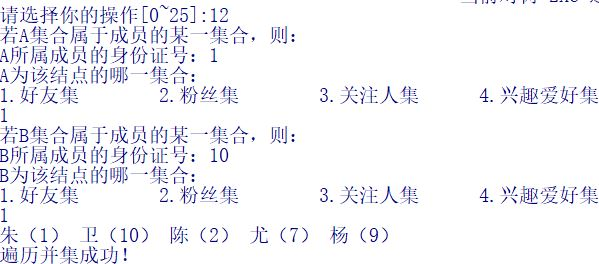 请选择你的操作[0~25]:12
若A集合属于成员的某一集合，则：
A所属成员的身份证号：1
A为该结点的哪一集合：
1.好友集 2.粉丝集 3.关注人集 4.兴趣爱好集
1
若B集合属于成员的某一集合，则：
B所属成员的身份证号：10
B为该结点的哪一集合：
1.好友集 2.粉丝集 3.关注人集 4.兴趣爱好集
1
朱（1） 卫（10） 陈（2） 尤（7） 杨（9）
遍历并集成功！